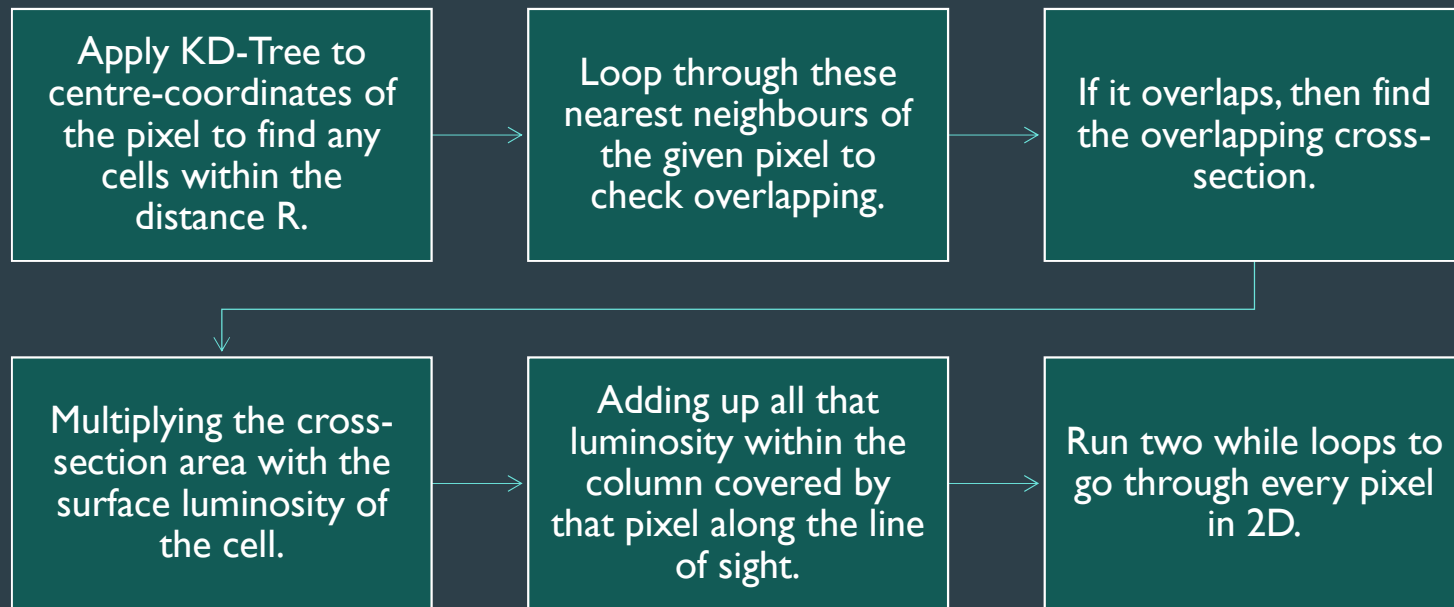 Apply KD-Tree to
centre-coordinates of
the pixel to find any
cells within the
distance R.
Loop through these
nearest neighbours of
the given pixel to
check overlapping.
If it overlaps, then find
the overlapping cross-
section.
Multiplying the cross-
section area with the
surface luminosity of
the cell.
Adding up all that
luminosity within the
column covered by
that pixel along the line
of sight.
Run two while loops to
go through every pixel
in 2D.